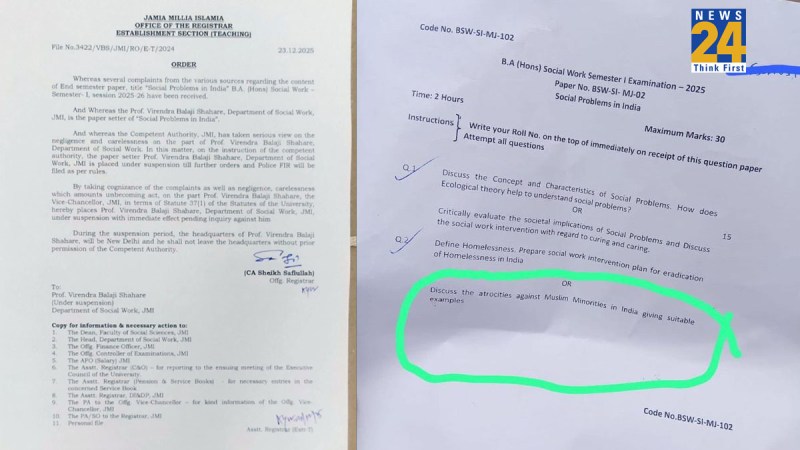 JAMIA MILLIA ISLAMIA
OFFICE OF THE REGISTRAR
ESTABLISHMENT SECTION (TEACHING)
File No.3422/VBS/JMI/RO/E-T/2024
23.12.2025
ORDER
Whereas several complaints from the various sources regarding the content
of End semester paper, title "Social Problems in India" B.A (Hons) Social Work –
Semester- I, session 2025-26 have been received.
And Whereas the Prof. Virendra Balaji Shahare, Department of Social Work,
JMI, is the paper setter of "Social Problems in India".
And whereas the Competent Authority, JMI, has taken serious view on the
negligence and carelessness on the part of Prof. Virendra Balaji Shahare,
Department of Social Work. In this matter, on the instruction of the competent
authority, the paper setter Prof. Virendra Balaji Shahare, Department of Social
Work, JMI is placed under suspension till further orders and Police FIR will be
filed as per rules.
By taking cognizance of the complaints as well as negligence, carelessness
which amounts unbecoming act, on the part Prof. Virendra Balaji Shahare, the
Vice-Chancellor, JMI, in terms of Statute 37(1) of the Statutes of the University,
hereby places Prof. Virendra Balaji Shahare, Department of Social Work, JMI,
under suspension with immediate effect pending inquiry against him
During the suspension period, the headquarters of Prof. Virendra Balaji
Shahare, will be New Delhi and he shall not leave the headquarters without prior
permission of the Competent Authority.
(CA Sheikh Safiullah)
Offg. Registrar
To:
Prof. Virendra Balaji Shahare
(Under suspension)
Department of Social Work, JMI
Copy for information & necessary action to:
1. The Dean, Faculty of Social Sciences, JMI
2. The Head, Department of Social Work, JMI
3. The Offg. Finance Officer, JMI
4. The Offg. Controller of Examinations, JMI
5. The AFO (Salary) JMI
6. The Asstt. Registrar (CAO) – for reporting to the ensuing meeting of the Executive
Council of the University.
7. The Asstt. Registrar (Pension & Service Books) – for necessary entries in the
concerned Service Book
8. The Asstt. Registrar, JMI
9. The PA to the Offg. Vice-Chancellor – for kind information of the Offg. Vice-
Chancellor, JMI
10. The PA/SO to the Registrar, JMI
11. Personal file
Asstt. Registrar (Estt-T)
NEWS
24
Think First
Code No. BSW-SI-MJ-102
B.A (Hons) Social Work Semester I Examination – 2025
Paper No. BSW-SI- MJ-02
Social Problems in India
Time: 2 Hours
Maximum Marks: 30
Instructions
Write your Roll No. on the top of immediately on receipt of this question paper
Attempt all questions
Q.1
Discuss the Concept and Characteristics of Social Problems. How does
Ecological theory help to understand social problems?
OR
15
Critically evaluate the societal implications of Social Problems and Discuss
the social work intervention with regard to curing and caring.
Q.2
Define Homelevsness. Prepare social work intervention plan for eradication
of Homelessness in India
OR
Discuss the atrocities against Muslim Minorities in India giving suitable
examples
Code No.BSW-SI-MJ-102